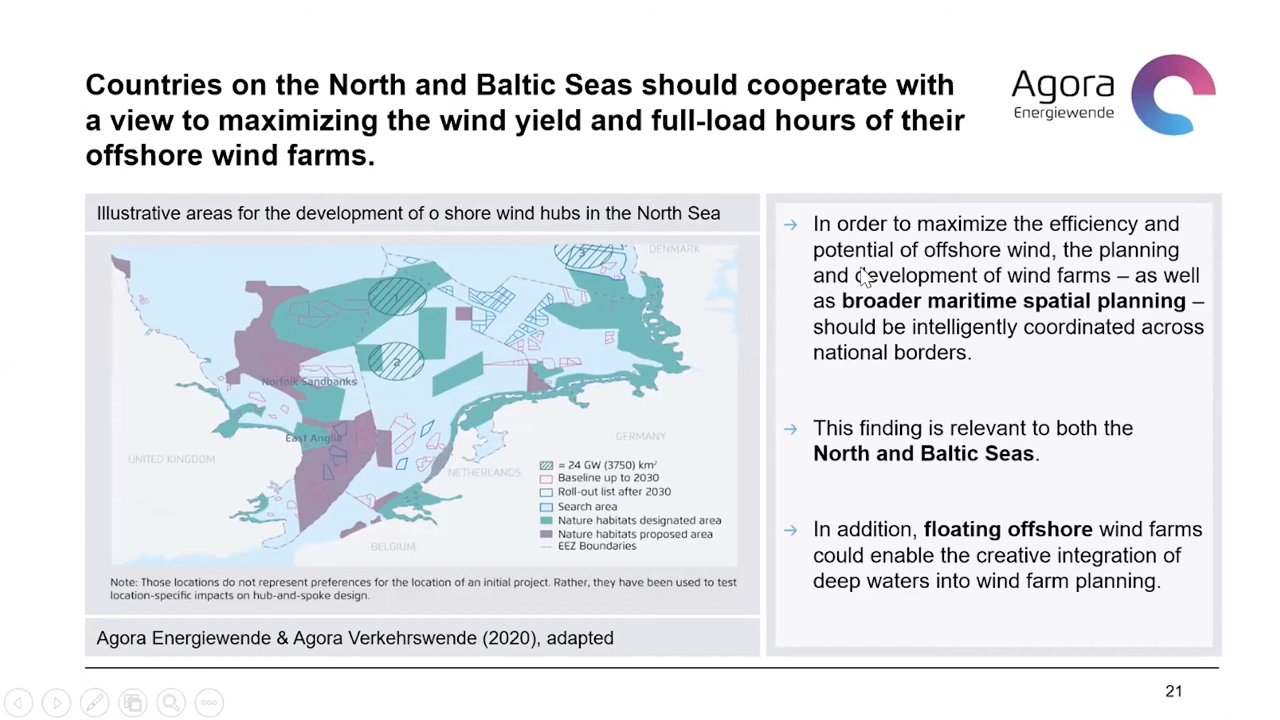 Countries on the North and Baltic Seas should cooperate with
a view to maximizing the wind yield and full-load hours of their
offshore wind farms.
Agora
Energiewende
Illustrative areas for the development of o shore wind hubs in the North Sea
DENMARK
3
1
2
Norfolk Sandbanks
East Anglia
UNITED KINGDOM
GERMANY
NETHERLANDS
BELGIUM
= 24 GW (3750) km²
Baseline up to 2030
Roll-out list after 2030
Search area
Nature habitats designated area
Nature habitats proposed area
EEZ Boundaries
Note: Those locations do not represent preferences for the location of an initial project. Rather, they have been used to test
location-specific impacts on hub-and-spoke design.
Agora Energiewende & Agora Verkehrswende (2020), adapted
→ In order to maximize the efficiency and
potential of offshore wind, the planning
and development of wind farms – as well
as broader maritime spatial planning –
should be intelligently coordinated across
national borders.
→ This finding is relevant to both the
North and Baltic Seas.
→ In addition, floating offshore wind farms
could enable the creative integration of
deep waters into wind farm planning.
21